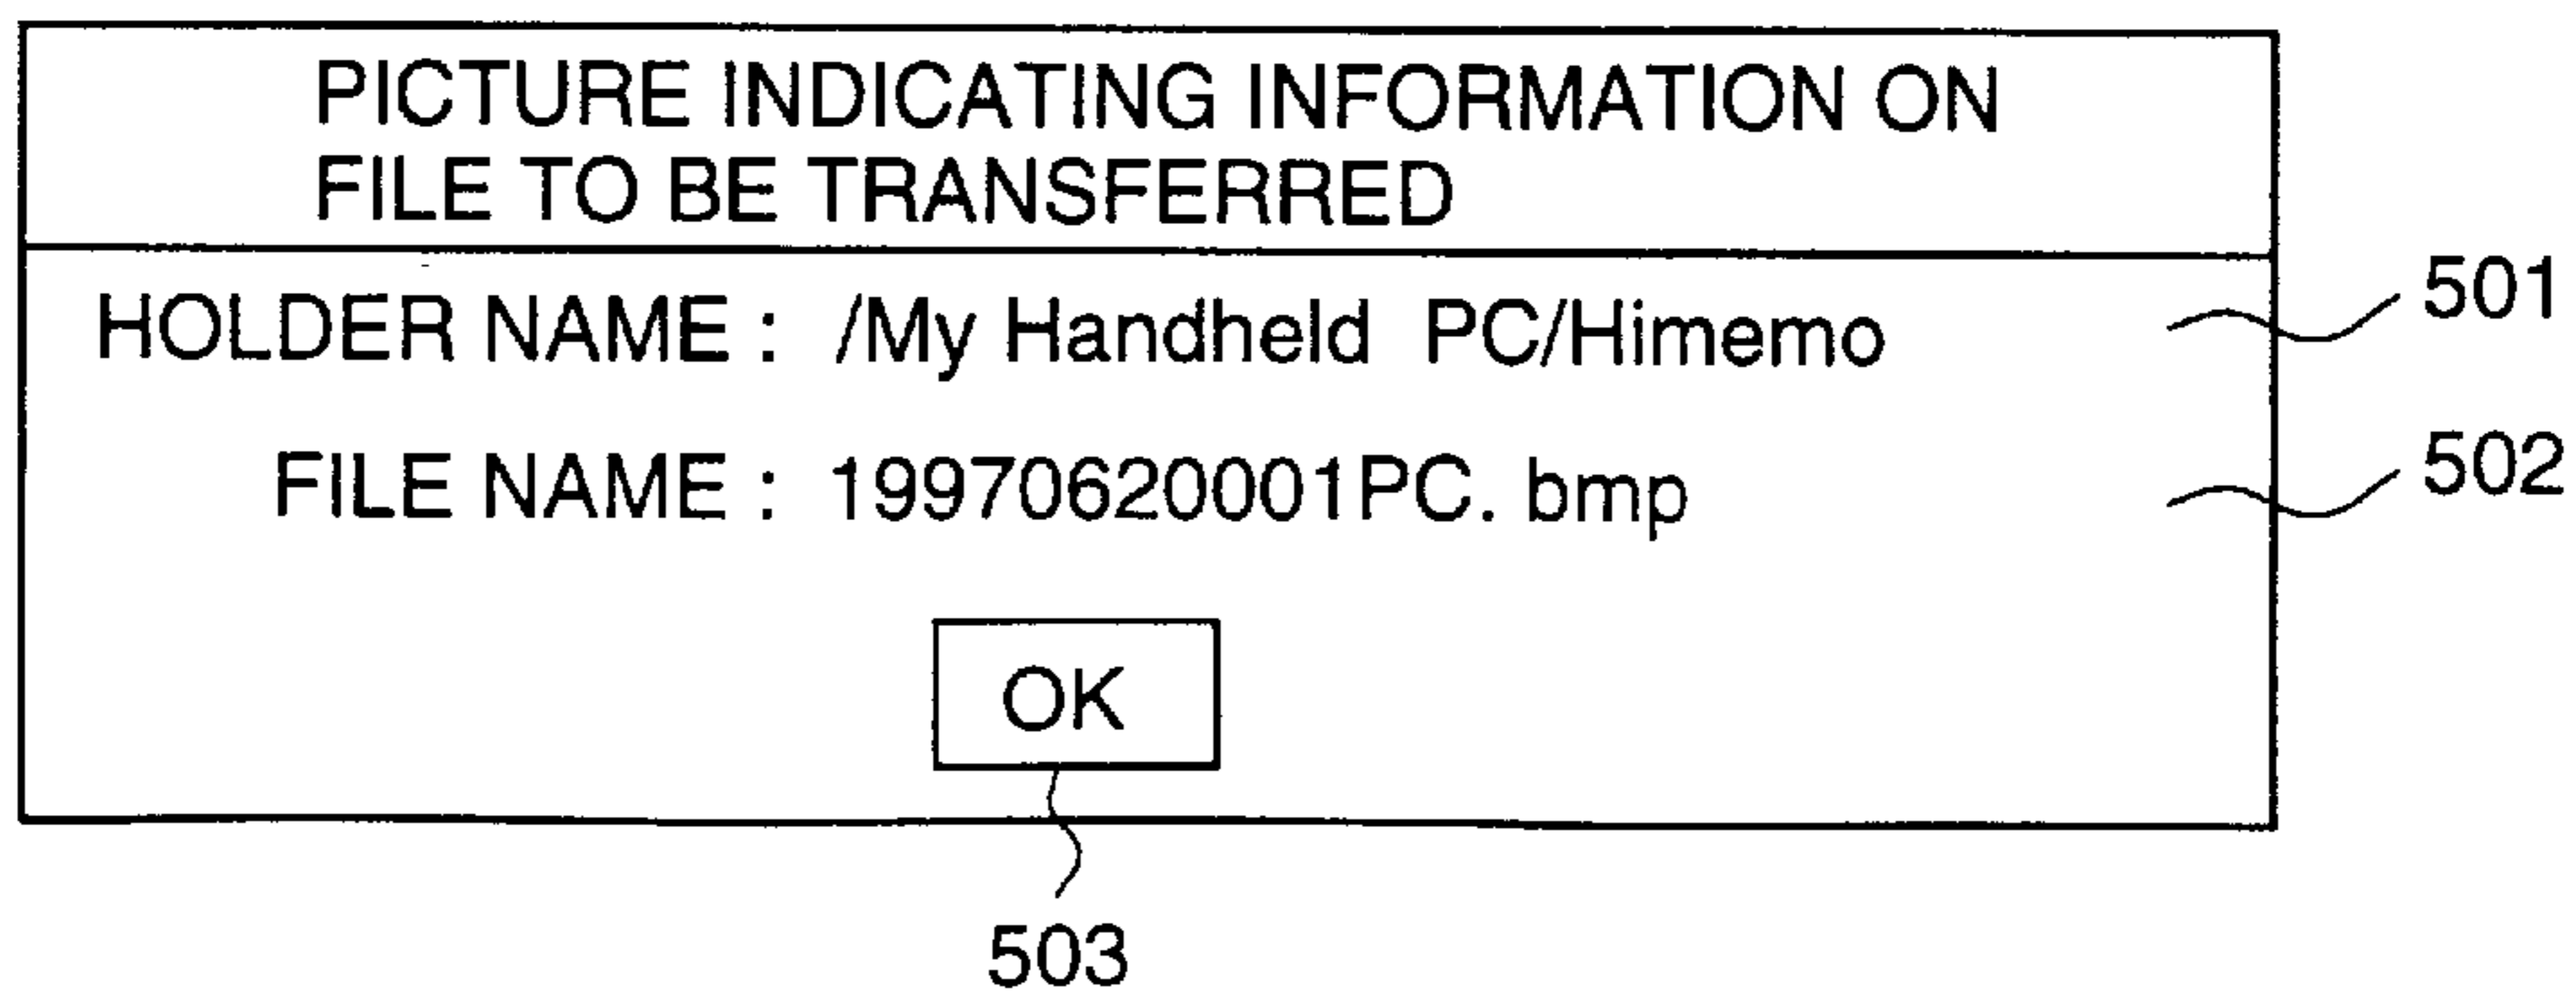 PICTURE INDICATING INFORMATION ON
FILE TO BE TRANSFERRED
HOLDER NAME : /My Handheld PC/Himemo
501
FILE NAME : 19970620001PC. bmp
502
OK
503